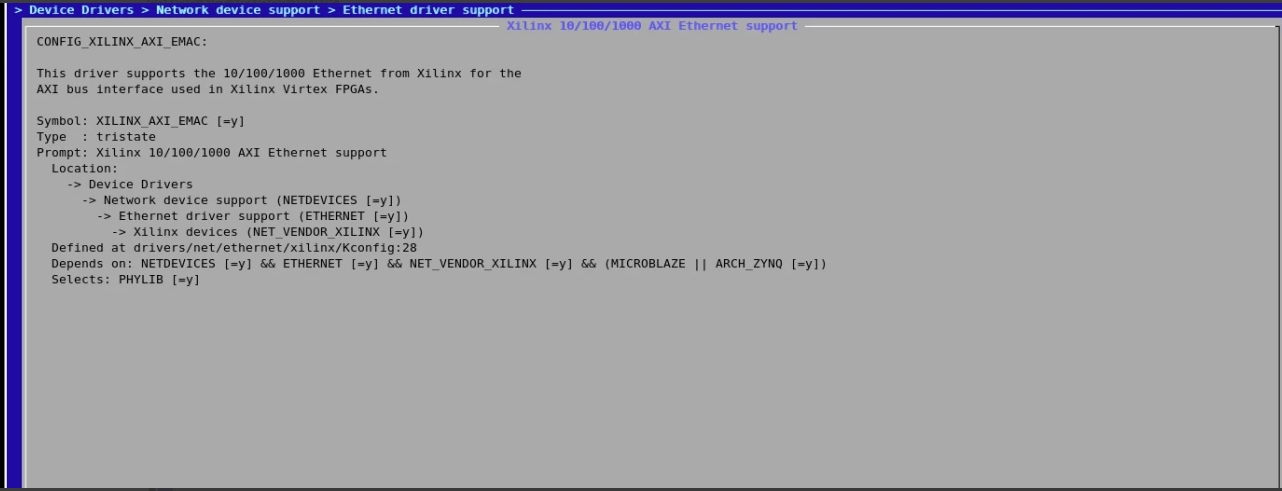 > Device Drivers > Network device support > Ethernet driver support
Xilinx 10/100/1000 AXI Ethernet support
CONFIG_XILINX_AXI_EMAC:
This driver supports the 10/100/1000 Ethernet from Xilinx for the
AXI bus interface used in Xilinx Virtex FPGAs.
Symbol: XILINX_AXI_EMAC [=y]
Type  : tristate
Prompt: Xilinx 10/100/1000 AXI Ethernet support
Location:
-> Device Drivers
-> Network device support (NETDEVICES [=y])
-> Ethernet driver support (ETHERNET [=y])
-> Xilinx devices (NET_VENDOR_XILINX [=y])
Defined at drivers/net/ethernet/xilinx/Kconfig:28
Depends on: NETDEVICES [=y] && ETHERNET [=y] && NET_VENDOR_XILINX [=y] && (MICROBLAZE || ARCH_ZYNQ [=y])
Selects: PHYLIB [=y]